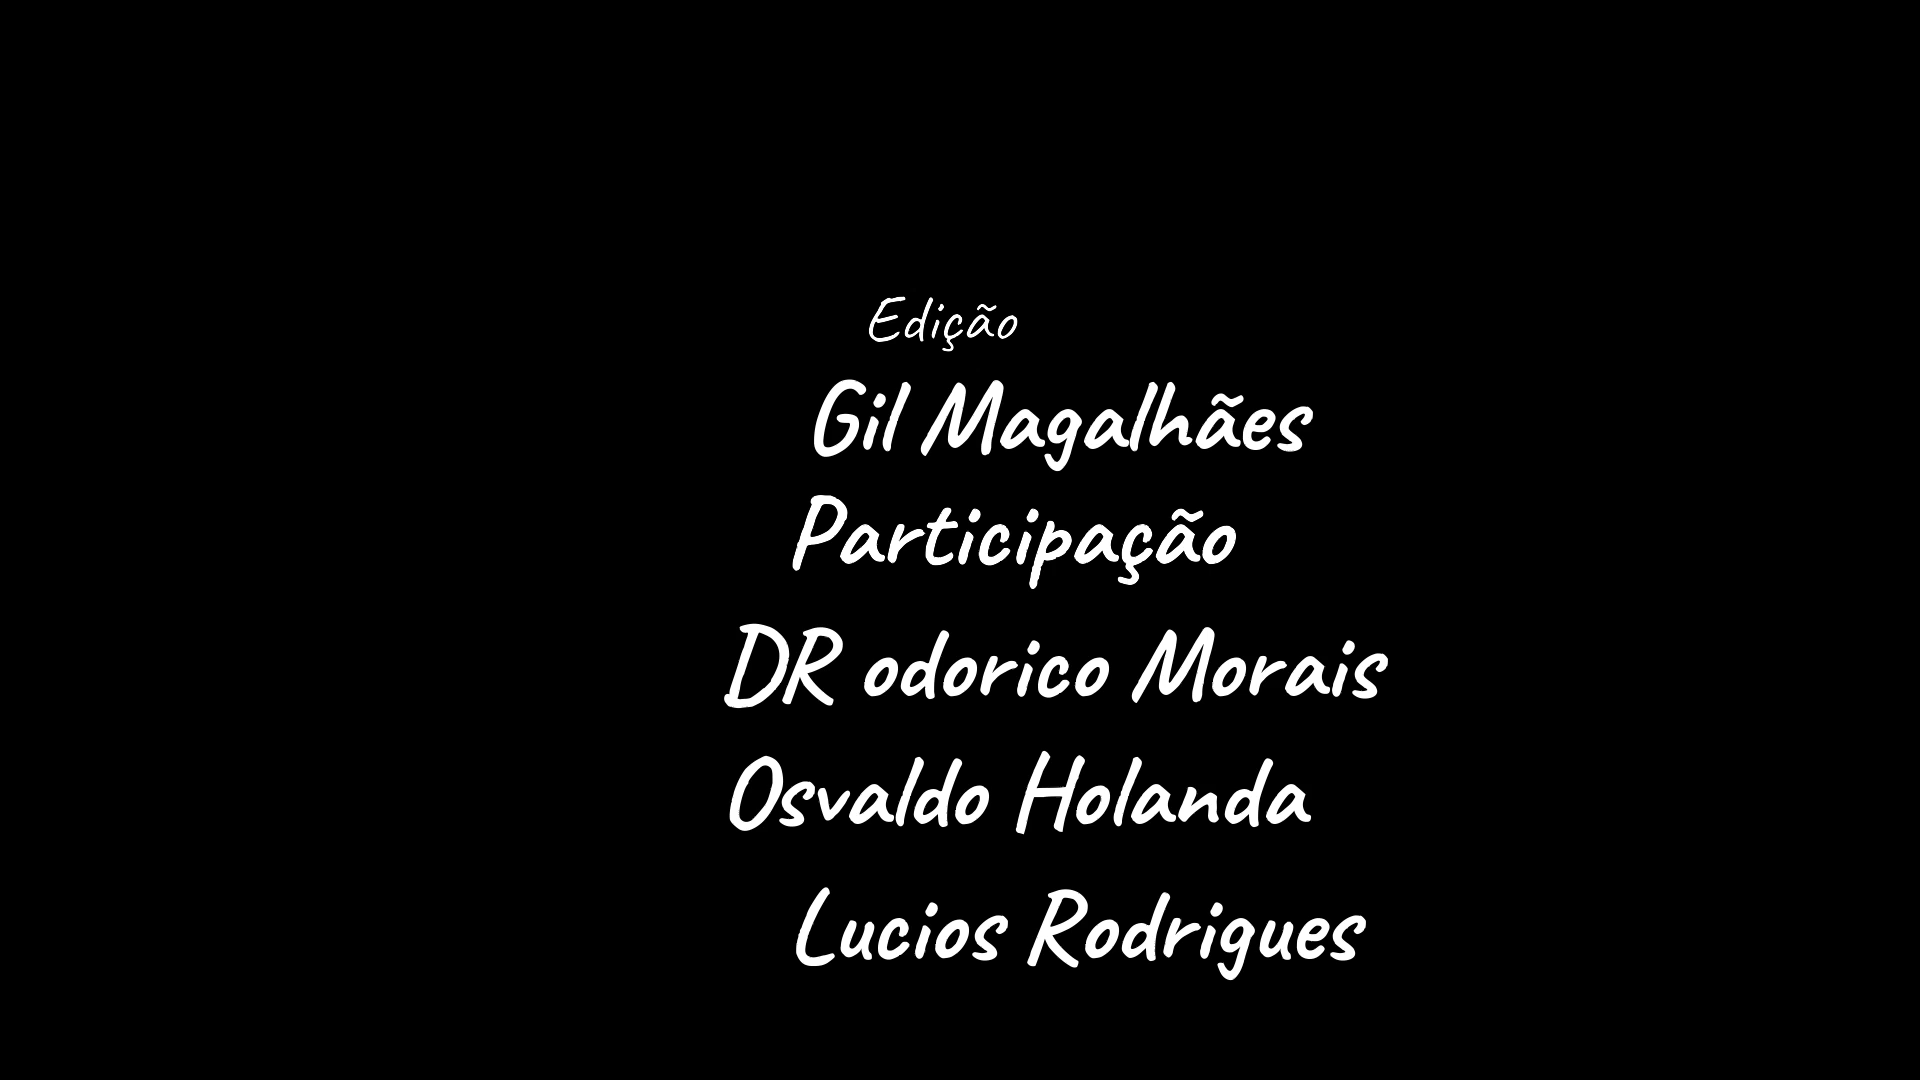 Edição
Gil Magalhães
Participação
DR odorico Morais
Osvaldo Holanda
Lucios Rodrigues